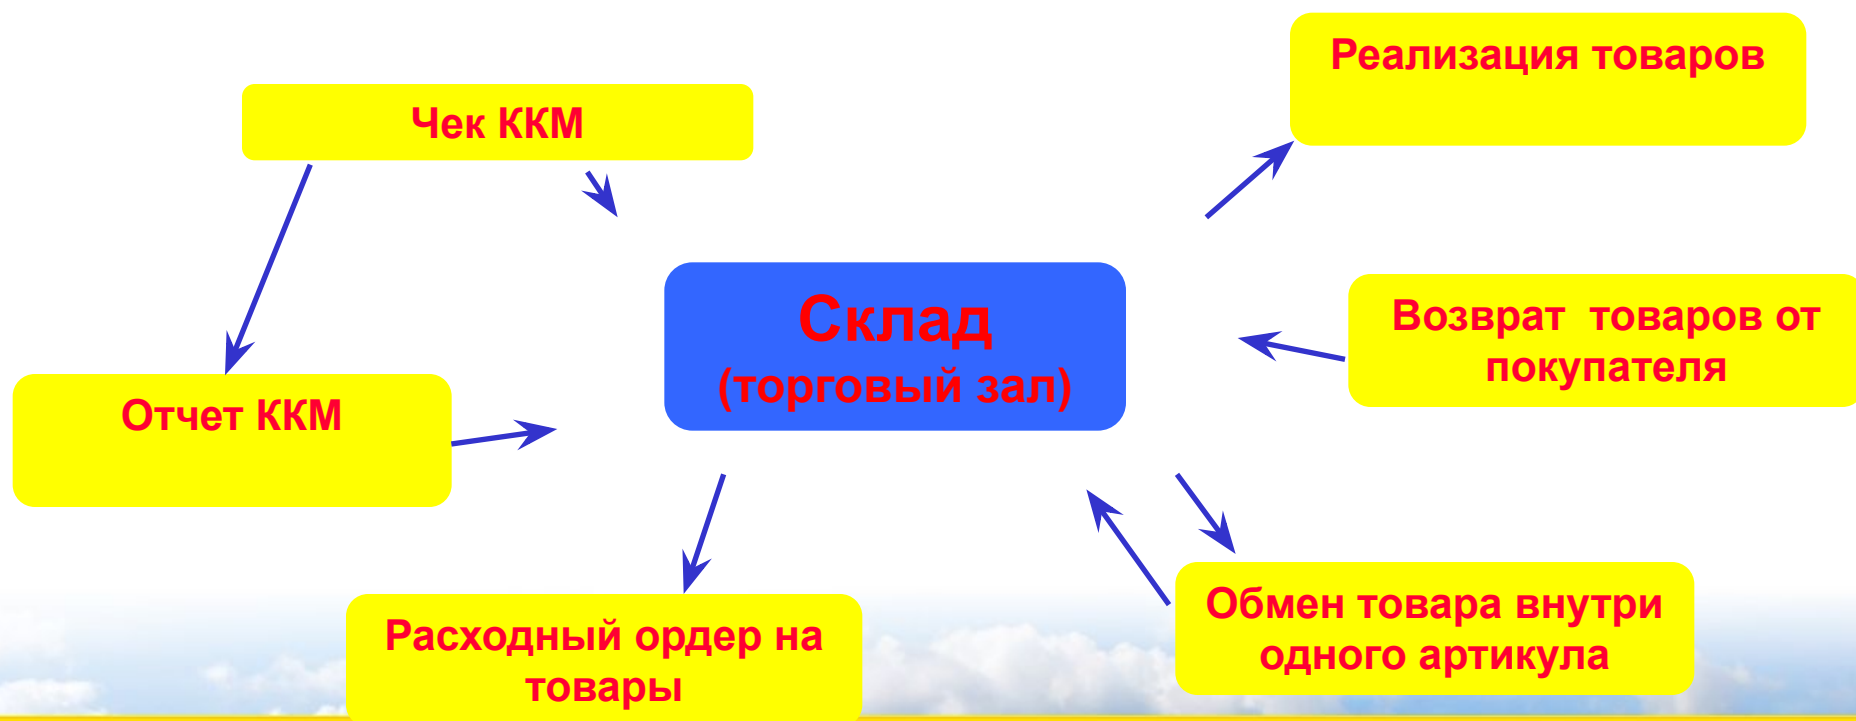 Реализация товаров
Чек ККМ
Склад
(торговый зал)
Возврат товаров от
покупателя
Отчет ККМ
Обмен товара внутри
одного артикула
Расходный ордер на
товары